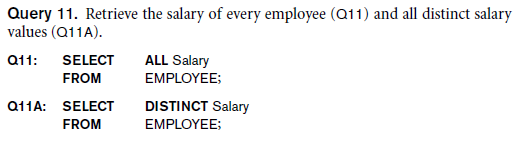 Query 11. Retrieve the salary of every employee (Q11) and all distinct salary
values (Q11A).
Q11: SELECT ALL Salary
FROM EMPLOYEE;
Q11A: SELECT DISTINCT Salary
FROM EMPLOYEE;